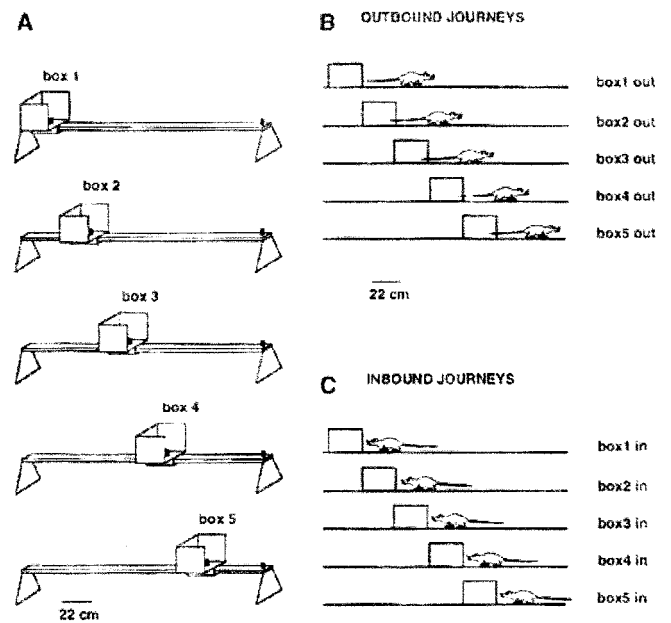 A
box 1
box 2
box 3
box 4
box 5
22 cm
B OUTBOUND JOURNEYS
box1 out
box2 out
box3 out
box4 out
box5 out
22 cm
C INBOUND JOURNEYS
box1 in
box2 in
box3 in
box4 in
box5 in